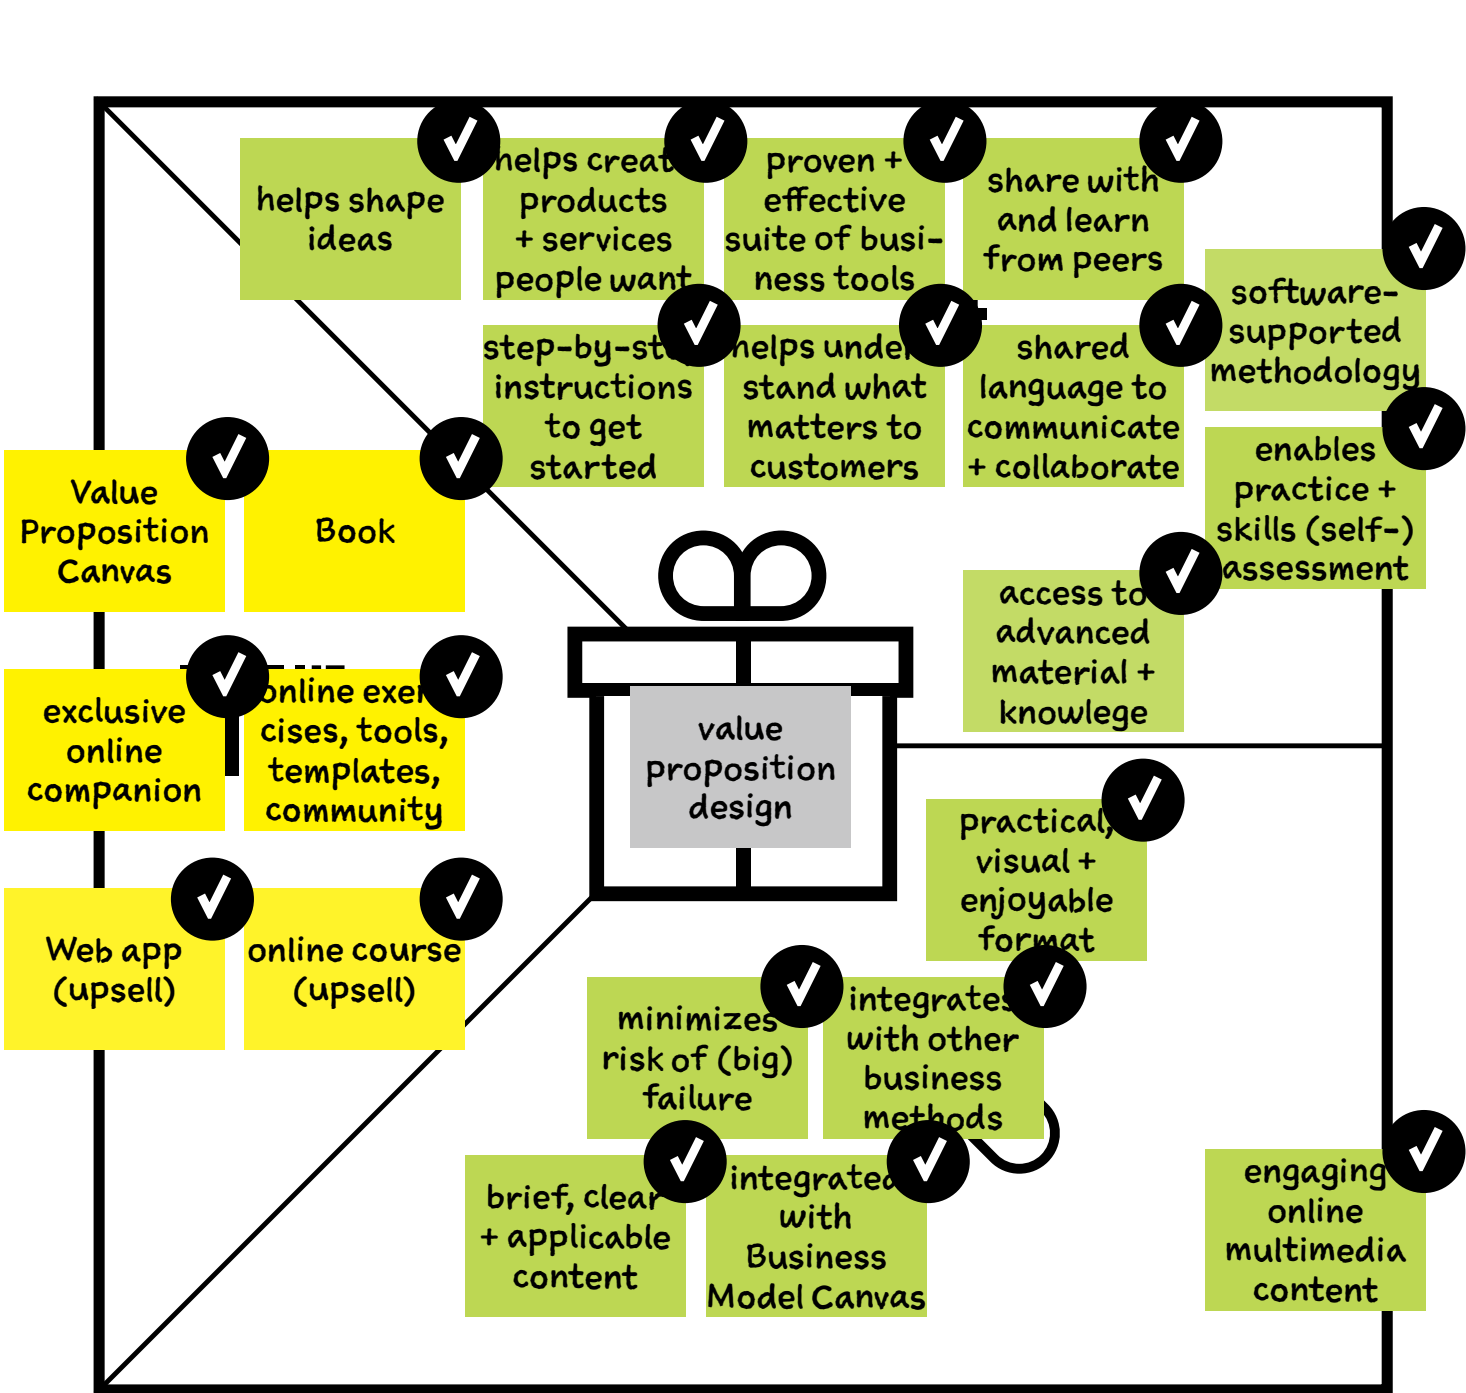 helps shape
ideas
helps create
products
+ services
people want
proven +
effective
suite of busi-
ness tools
share with
and learn
from peers
software-
supported
methodology
step-by-step
instructions
to get
started
helps under-
stand what
matters to
customers
shared
language to
communicate
+ collaborate
enables
practice +
skills (self-)
assessment
Value
Proposition
Canvas
Book
access to
advanced
material +
knowlege
exclusive
online
companion
online exer-
cises, tools,
templates,
community
value
proposition
design
practical,
visual +
enjoyable
format
Web app
(upsell)
online course
(upsell)
minimizes
risk of (big)
failure
integrates
with other
business
methods
brief, clear
+ applicable
content
integrated
with
Business
Model Canvas
engaging
online
multimedia
content